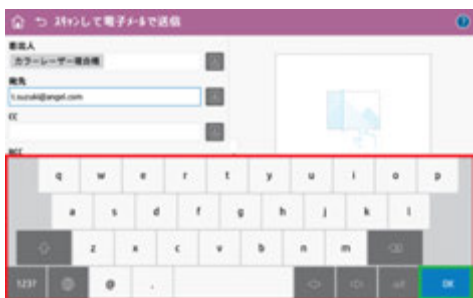 スキャンして電子メールで送信
差出人
カラーレーザー複合機
宛先
t.suzuki@angel.com
CC
BCC
q w e r t y u i o p
a s d f g h j k l
z x c v b n m
123? @ . all OK